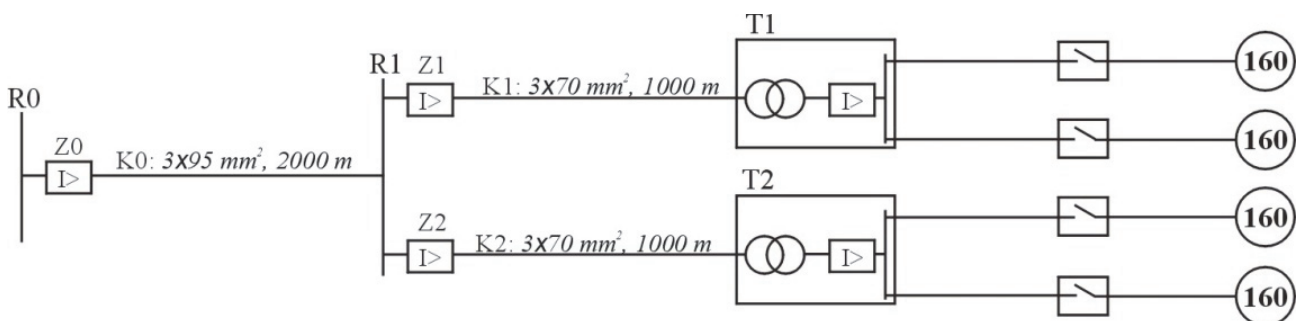 R0
Z0
I>
K0: 3x95 mm², 2000 m
R1
Z1
I>
K1: 3x70 mm², 1000 m
T1
I>
160
160
Z2
I>
K2: 3x70 mm², 1000 m
T2
I>
160
160